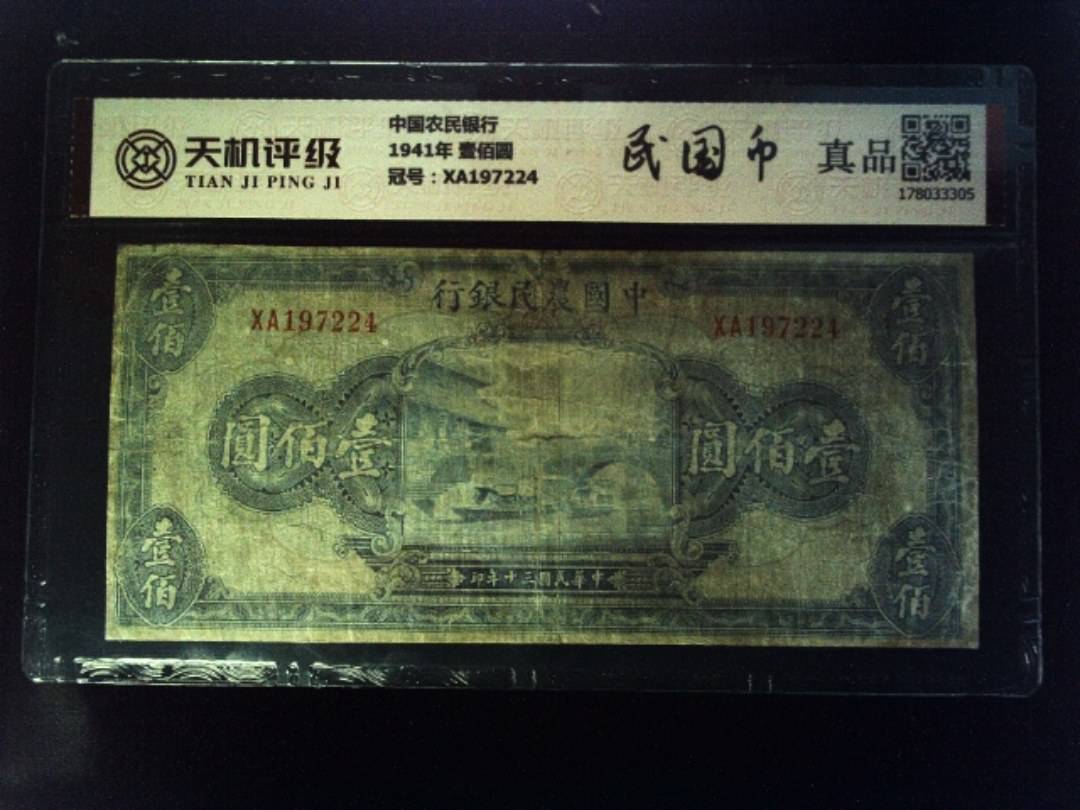 天机评级
TIAN JI PING JI
中国农民银行
1941年 壹佰圆
冠号：XA197224
民国币
真品
178033305
壹佰
行銀民農國中
壹佰
XA197224
XA197224
圓佰壹
圓佰壹
壹佰
印年十三國民華中
壹佰